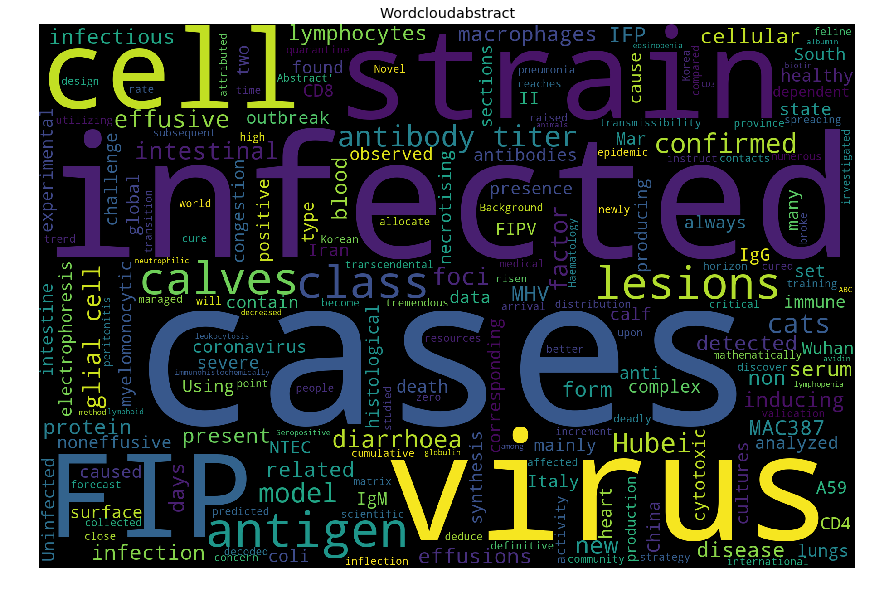 Wordcloudabstract
infectious
lymphocytes
macrophages
IFP
cellular
feline
eosinopenia
albumin
biotin
cell
strain
quarantine
Novel
pneumonia
Korea
compared
South
healthy
dependent
state
design
attributed
two
found
Abstract'
CD8
sections
II
reaches
cause
raised
animals
transmissibility
province
spreading
rate
time
utilizing
effusive
outbreak
subsequent
high
antibody titer
Mar
confirmed
infected
experimental
challenge
global
intestinal
observed
antibodies
epidemic
instruct
contacts
numerous
investigated
trend
transition
world
cure
congestion
positive
type
blood
necrotising
presence
allocate
Background
newly
FIPV
factor
producing
always
many
Iran
Korean
Haematology
IgG
neutrophilic
transcendental
medical
horizon
cured
set
training
ABC
intestine
electrophoresis
peritenitis
glial cell
myelomonocytic
calves
class
foci
MHV
lesions
managed
will
become
risen
tremendous
arrival
distribution
critical
validation
immune
contain
data
calf
decreased
cases
cats
leukocytosis
coronavirus
severe
immunohistochemically
Using
point
people
histological
resources
corresponding
upon
better
detected
mathematically
discover
Wuhan
avidin
serum
lymphopenia
non
death
studied
zero
form
anti
complex
deadly
inducing
method
lymphoid
protein
noneffusive
present
Seropositive
cumulative
globulin
diarrhoea
among
increment
mainly
Hubei
cytotoxic
MAC387
analyzed
FIP
virus
caused
days
NTEC
related
model
matrix
IgM
scientific
synthesis
affected
Italy
heart
production
China
cultures
A59
CD4
Uninfected
forecast
surface
collected
close
predicted
decoded
concern
infection
coli
antigen
inflection
deduce
effusions
definitive
activity
new
community
strategy
disease
international
lungs